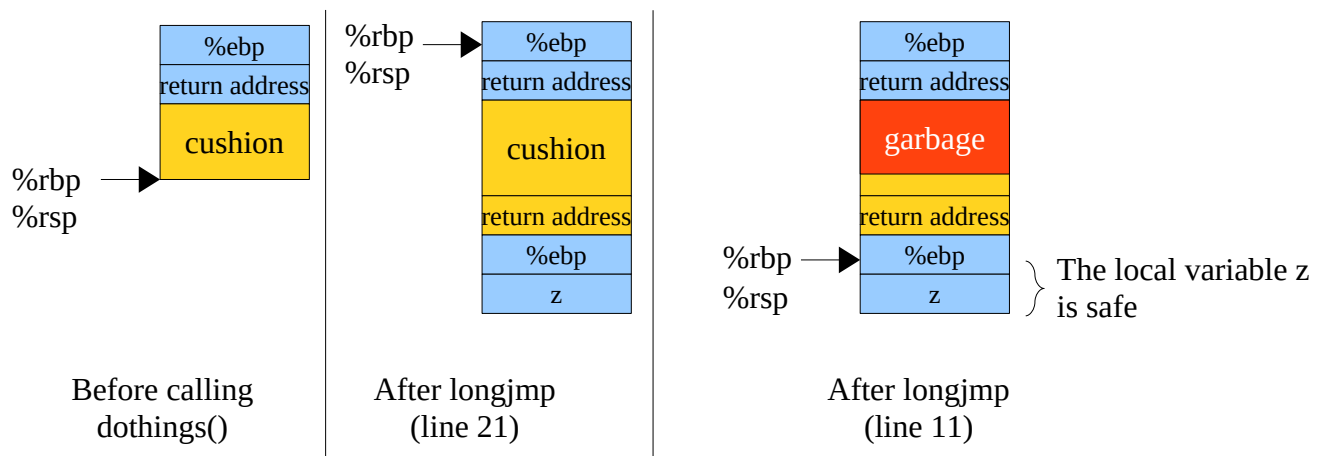 %ebp
return address
cushion
%rbp
%rsp
Before calling
dothings()
%rbp
%rsp
%ebp
return address
cushion
return address
%ebp
z
After longjmp
(line 21)
%ebp
return address
garbage
return address
%rbp
%rsp
%ebp
z
The local variable z
is safe
After longjmp
(line 11)